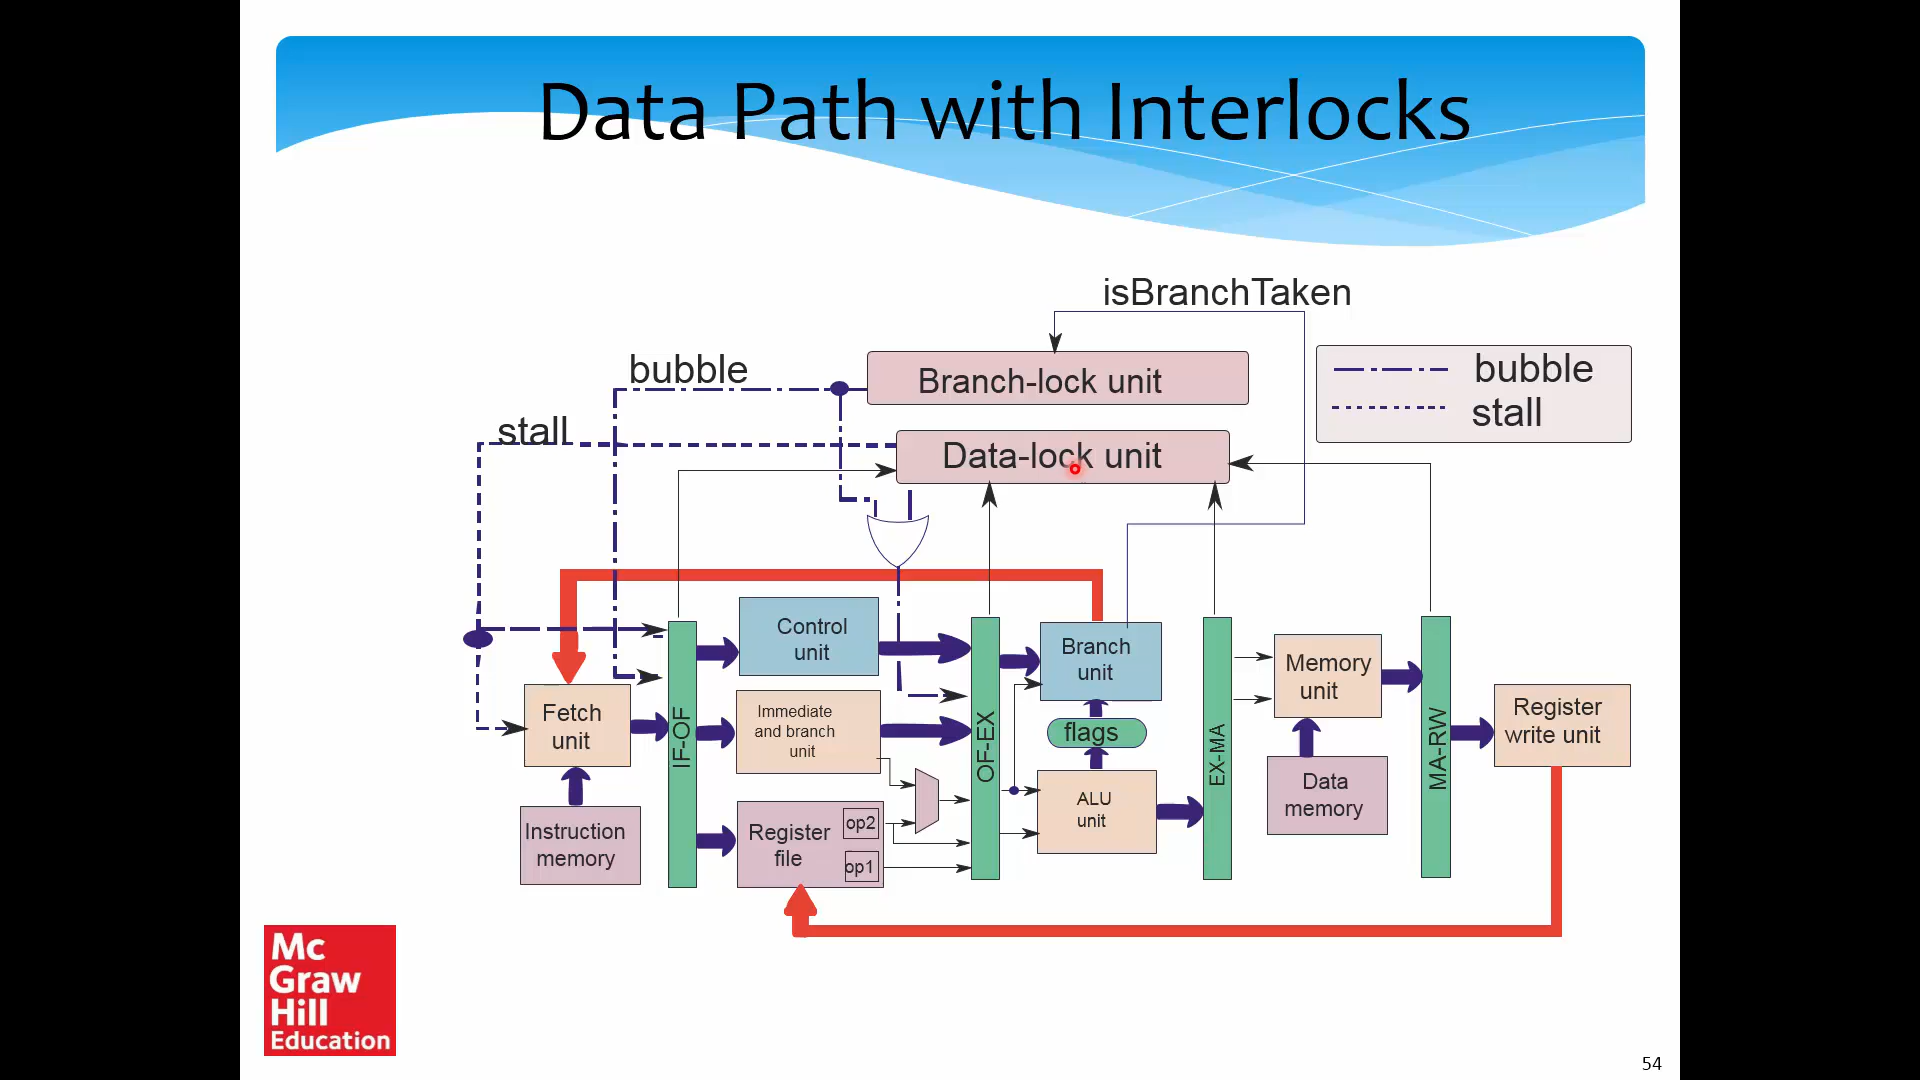 Data Path with Interlocks
isBranchTaken
bubble
Branch-lock unit
bubble
stall
stall
Data-lock unit
Control
unit
Branch
unit
Memory
unit
Fetch
unit
IF-OF
Immediate
and branch
unit
OF-EX
flags
EX-MA
MA-RW
Register
write unit
Instruction
memory
Register
file
op2
op1
ALU
unit
Data
memory
Mc
Graw
Hill
Education
54